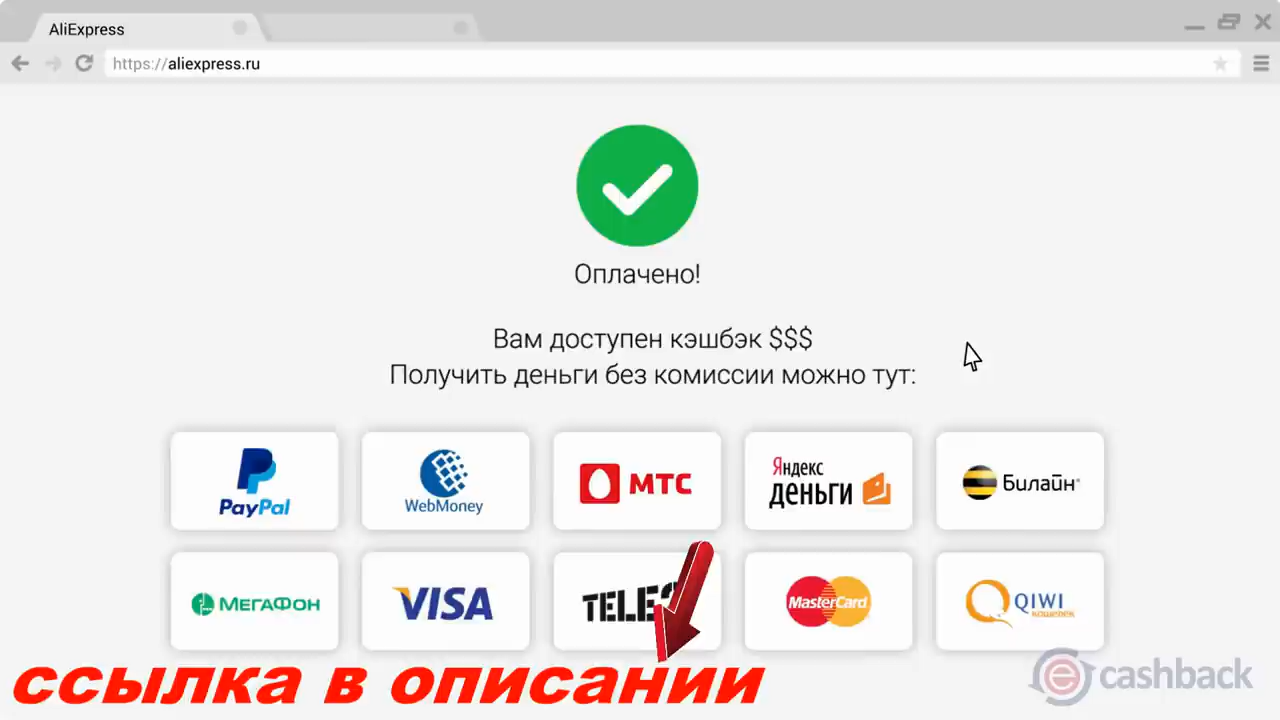 AliExpress
https://aliexpress.ru
Оплачено!
Вам доступен кэшбэк $$$
Получить деньги без комиссии можно тут:
PayPal
WebMoney
МТС
Яндекс
деньги
Билайн®
МЕГАФОН
VISA
TELE
MasterCard
QIWI
кошелек
ссылка в описании
e cashback